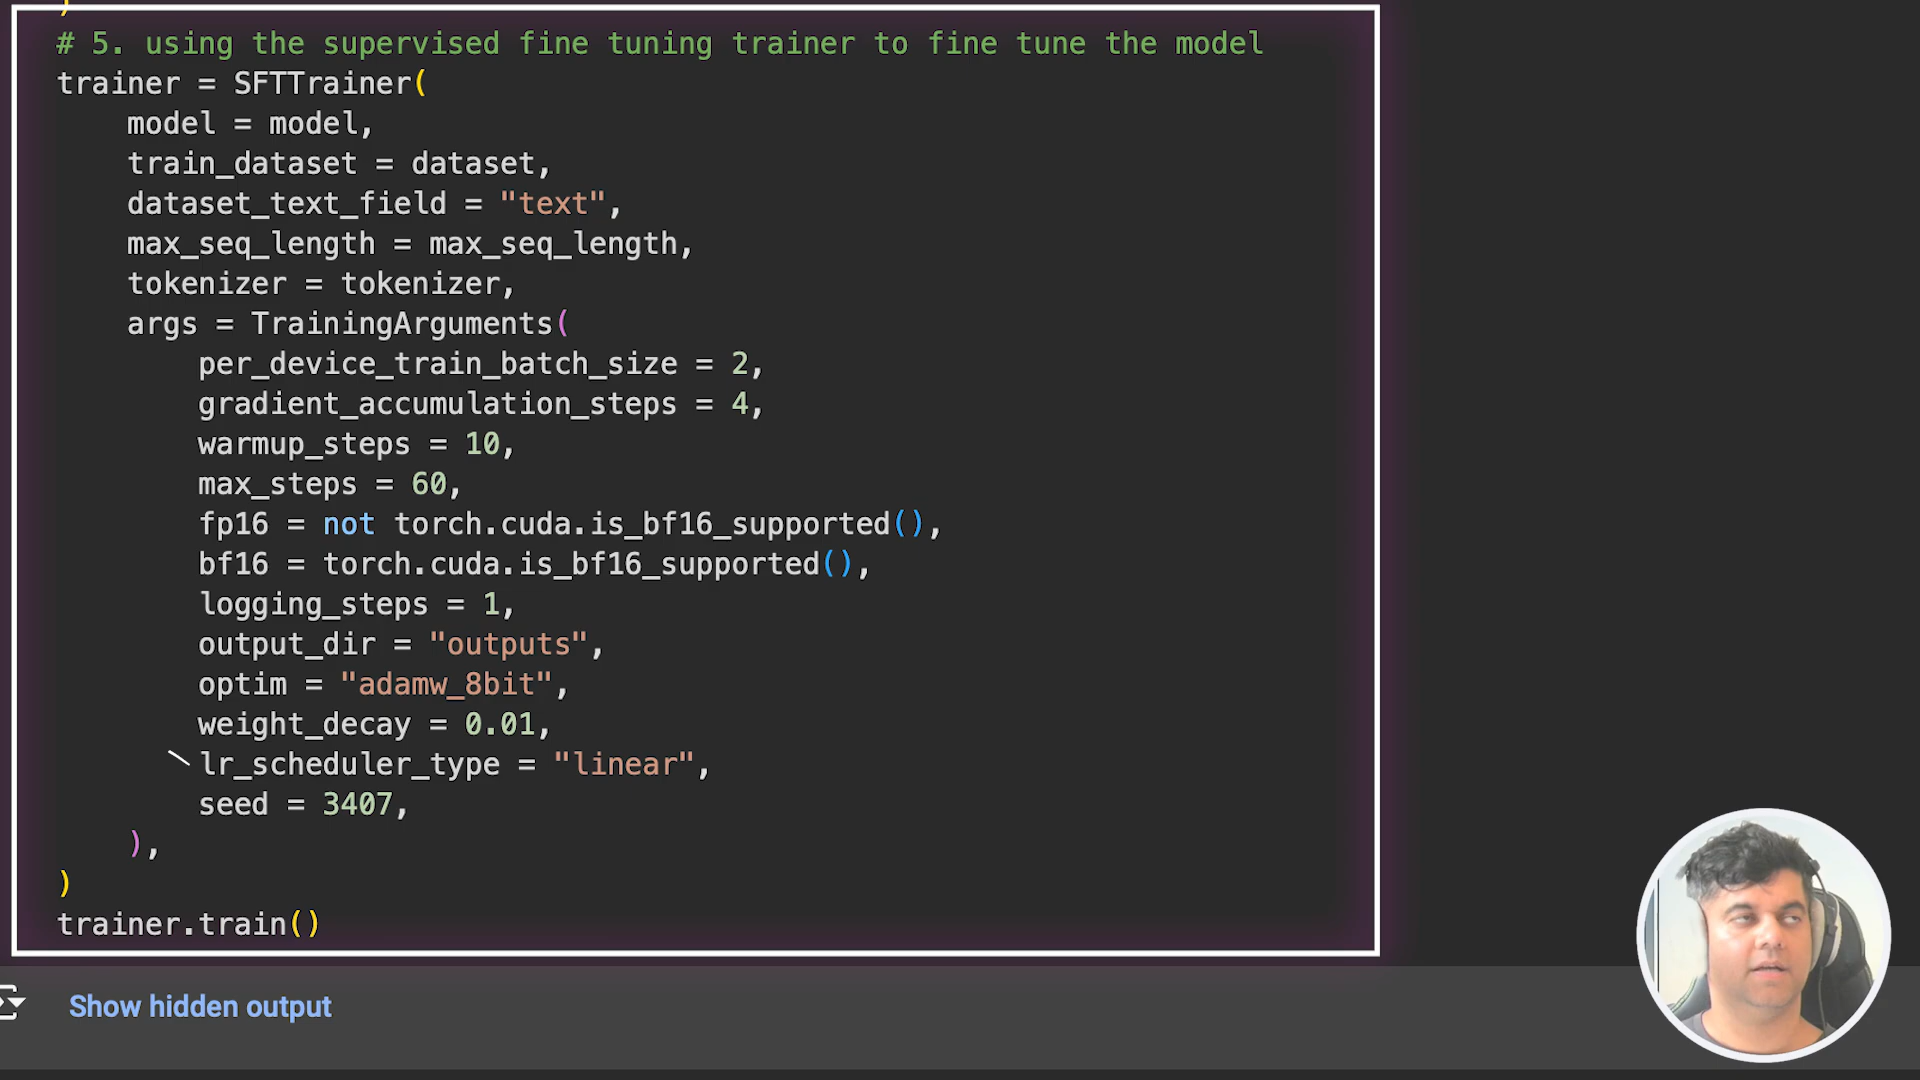 # 5. using the supervised fine tuning trainer to fine tune the model
trainer = SFTTrainer(
model = model,
train_dataset = dataset,
dataset_text_field = "text",
max_seq_length = max_seq_length,
tokenizer = tokenizer,
args = TrainingArguments(
per_device_train_batch_size = 2,
gradient_accumulation_steps = 4,
warmup_steps = 10,
max_steps = 60,
fp16 = not torch.cuda.is_bf16_supported(),
bf16 = torch.cuda.is_bf16_supported(),
logging_steps = 1,
output_dir = "outputs",
optim = "adamw_8bit",
weight_decay = 0.01,
lr_scheduler_type = "linear",
seed = 3407,
),
)
trainer.train()
Show hidden output